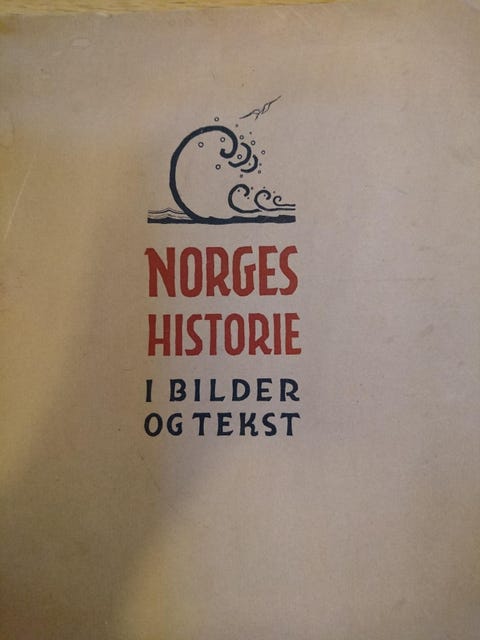 NORGES
HISTORIE
I BILDER
OG TEKST